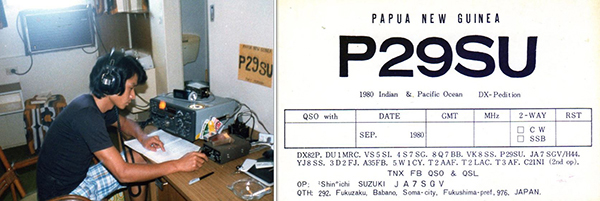 P29SU
PAPUA NEW GUINEA
P29SU
1980 Indian & Pacific Ocean DX-Pedition
QSO with DATE GMT MHz 2-WAY RST
SEP. 1980 □ CW
□ SSB
DX82P. DU1MRC. VS5SL. 4S7SG. 8Q7BB. VK8SS. P29SU. JA7SGV/H44.
YJ8SS. 3D2FJ. A35FB. 5W1CY. T2AAF. T2LAC. T3AF. C2INI (2nd op).
TNX FB QSO & QSL
OP: "Shin"ichi SUZUKI JA7SGV
QTH: 292. Fukuzaku, Babano, Soma-city, Fukushima-pref, 976. JAPAN.